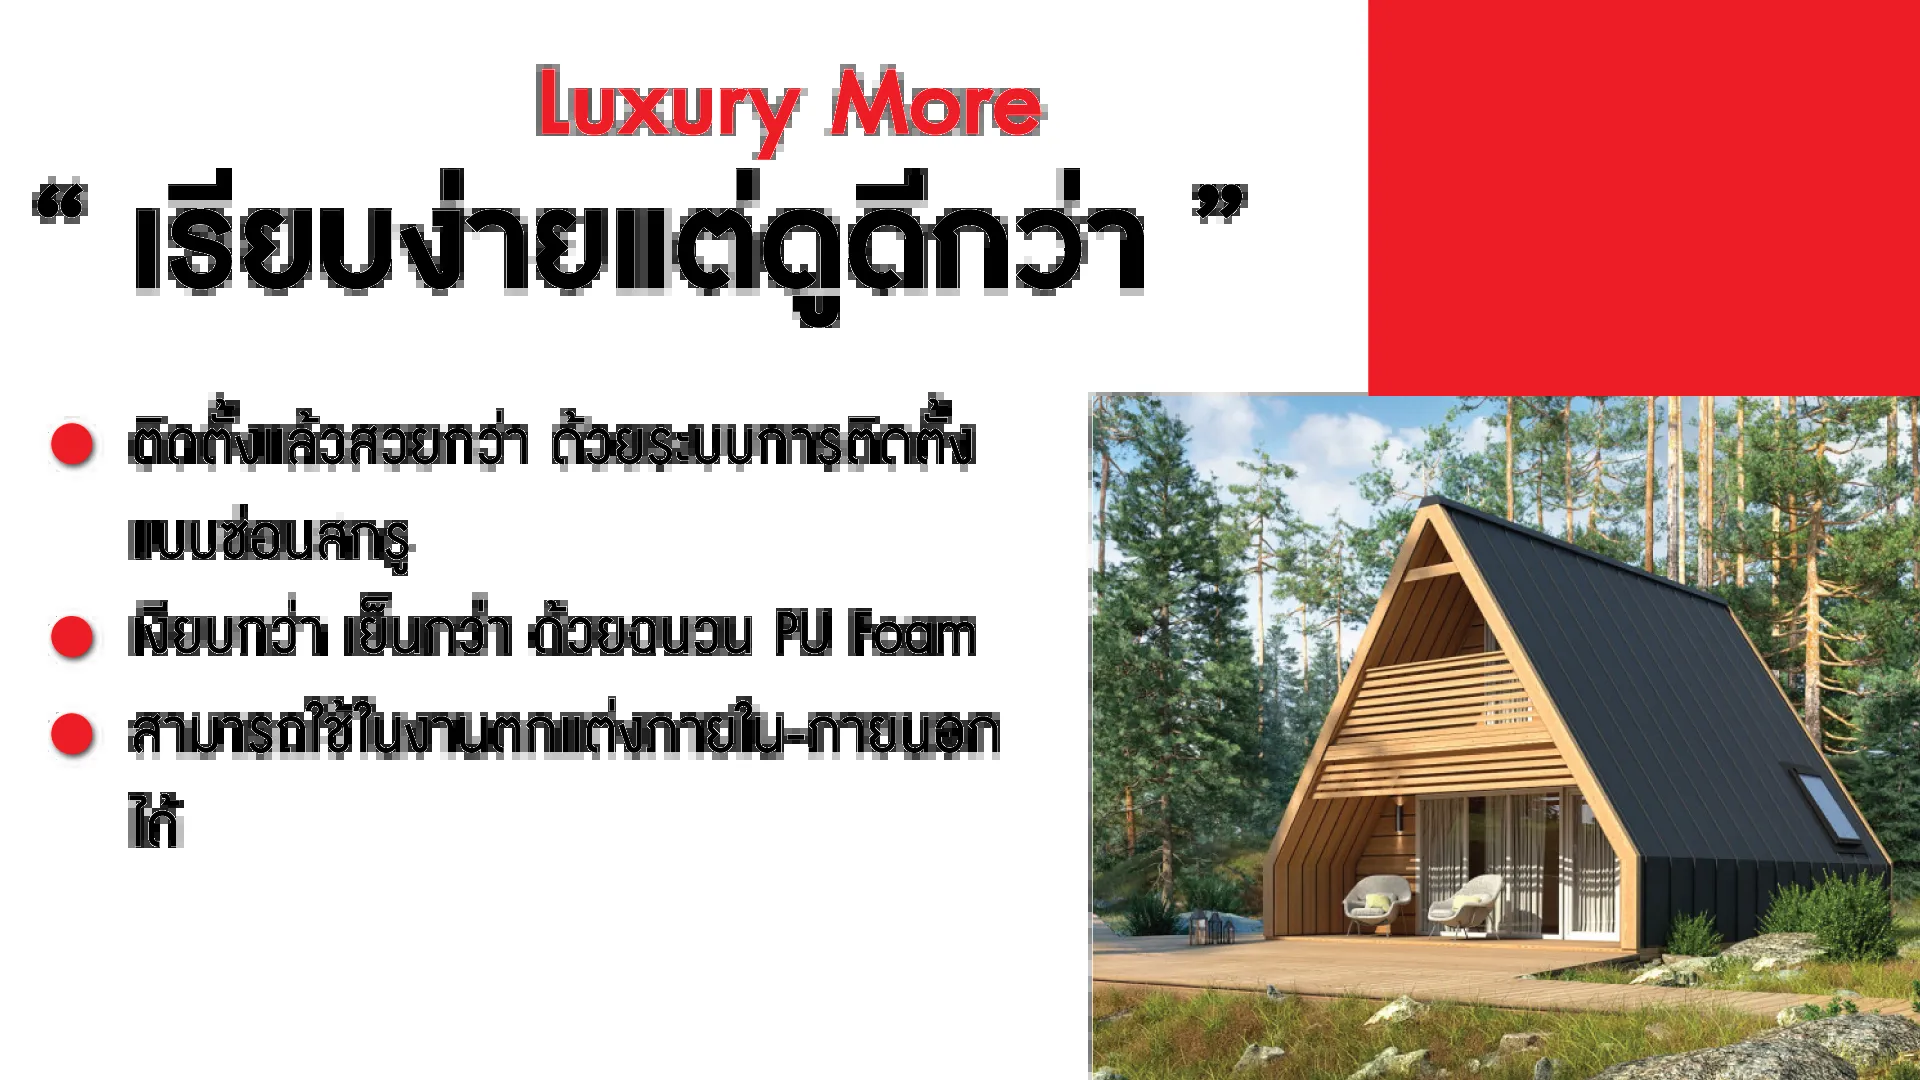 Luxury More
“ เรียบง่ายแต่ดูดีกว่า ”
ติดตั้งแล้วสวยกว่า ด้วยระบบการติดตั้ง
แบบซ่อนสกรู
เงียบกว่า เย็นกว่า ด้วยฉนวน PU Foam
สามารถใช้ในงานตกแต่งภายใน-ภายนอก
ได้